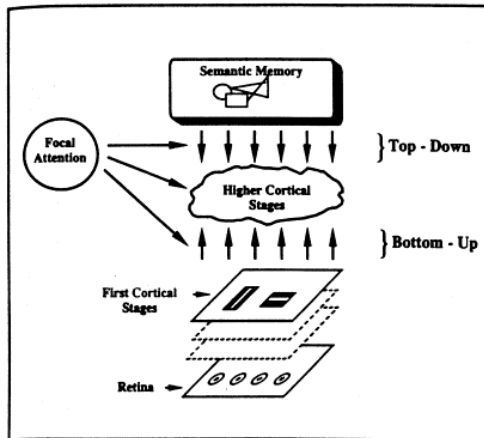 Semantic Memory
Focal
Attention
} Top - Down
Higher Cortical
Stages
} Bottom - Up
First Cortical
Stages
Retina